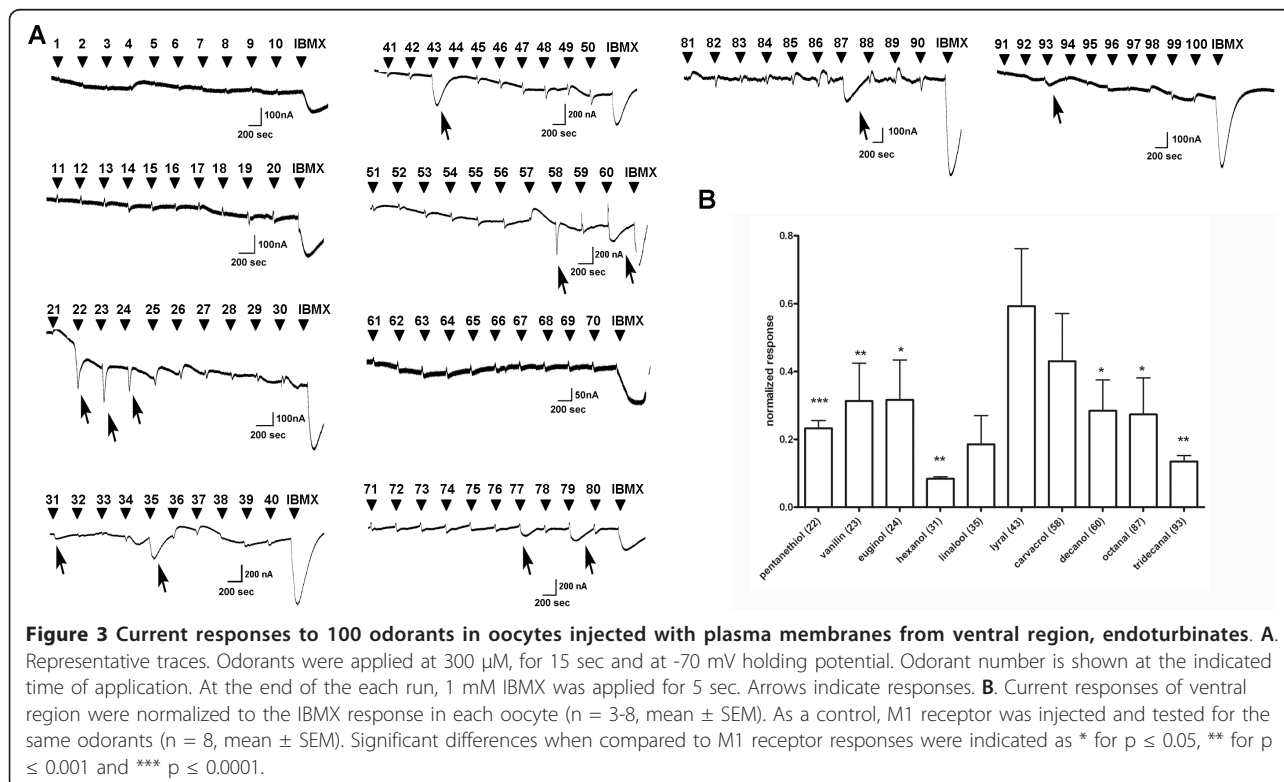 A
1 2 3 4 5 6 7 8 9 10 IBMX
100nA
200 sec
11 12 13 14 15 16 17 18 19 20 IBMX
100nA
200 sec
21 22 23 24 25 26 27 28 29 30 IBMX
100nA
200 sec
31 32 33 34 35 36 37 38 39 40 IBMX
200 nA
200 sec
41 42 43 44 45 46 47 48 49 50 IBMX
200 nA
200 sec
51 52 53 54 55 56 57 58 59 60 IBMX
200 nA
200 sec
61 62 63 64 65 66 67 68 69 70 IBMX
50nA
200 sec
71 72 73 74 75 76 77 78 79 80 IBMX
200 nA
200 sec
81 82 83 84 85 86 87 88 89 90 IBMX
100nA
200 sec
91 92 93 94 95 96 97 98 99 100 IBMX
100nA
200 sec
B
normalized response
0.8
0.6
0.4
0.2
0.0
*** ** * ** * * **
pentanethiol (22)
vanilin (23)
euginol (24)
hexanol (31)
linalool (35)
lyral (43)
carvacrol (58)
decanol (60)
octanal (87)
tridecanal (93)
Figure 3 Current responses to 100 odorants in oocytes injected with plasma membranes from ventral region, endoturbinates. A.
Representative traces. Odorants were applied at 300 μM, for 15 sec and at -70 mV holding potential. Odorant number is shown at the indicated
time of application. At the end of the each run, 1 mM IBMX was applied for 5 sec. Arrows indicate responses. B. Current responses of ventral
region were normalized to the IBMX response in each oocyte (n = 3-8, mean ± SEM). As a control, M1 receptor was injected and tested for the
same odorants (n = 8, mean ± SEM). Significant differences when compared to M1 receptor responses were indicated as * for p ≤ 0.05, ** for p
≤ 0.001 and *** p ≤ 0.0001.